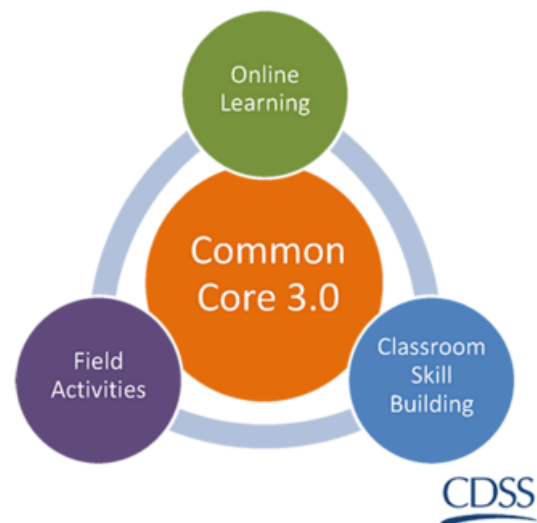 Online
Learning
Common
Core 3.0
Field
Activities
Classroom
Skill
Building
CDSS